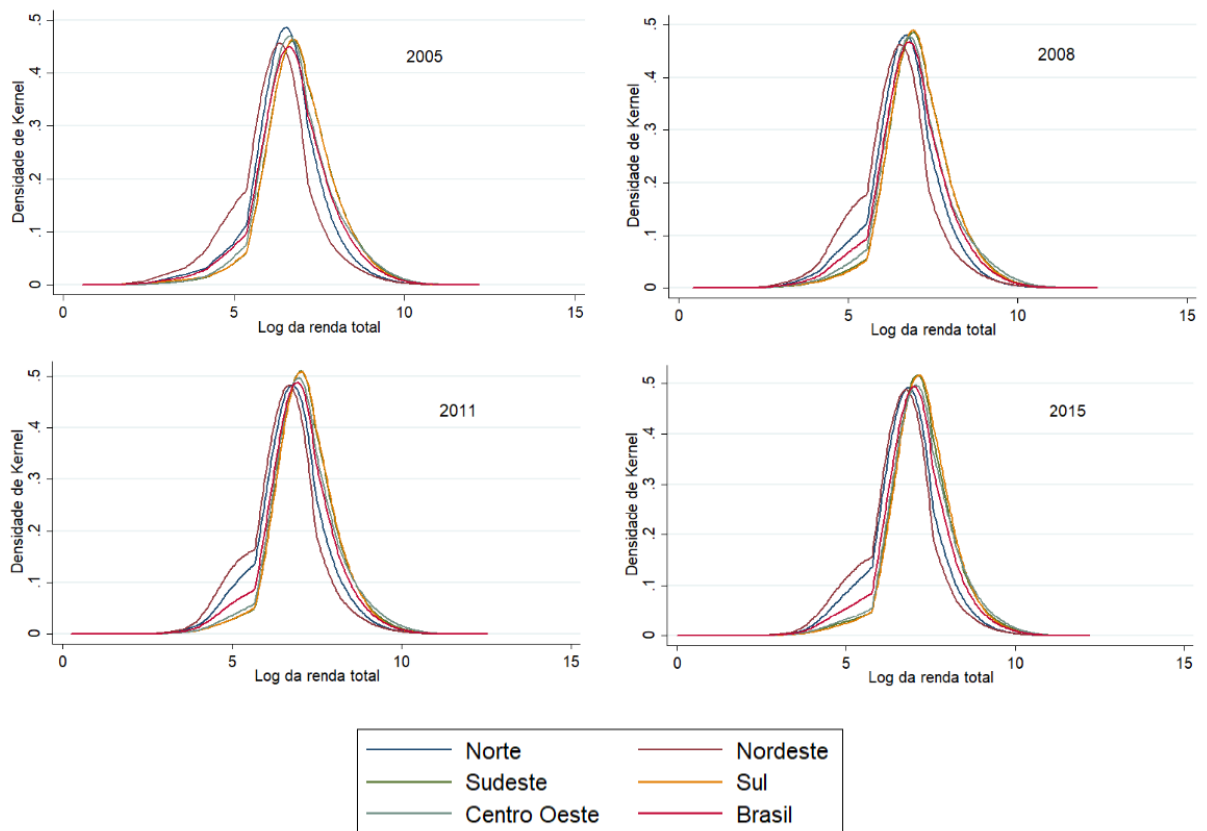 .5
.4
.3
.2
.1
0
Densidade de Kernel
2005
0 5 10 15
Log da renda total
.5
.4
.3
.2
.1
0
Densidade de Kernel
2008
0 5 10 15
Log da renda total
.5
.4
.3
.2
.1
0
Densidade de Kernel
2011
0 5 10 15
Log da renda total
.5
.4
.3
.2
.1
0
Densidade de Kernel
2015
0 5 10 15
Log da renda total
Norte Nordeste
Sudeste Sul
Centro Oeste Brasil